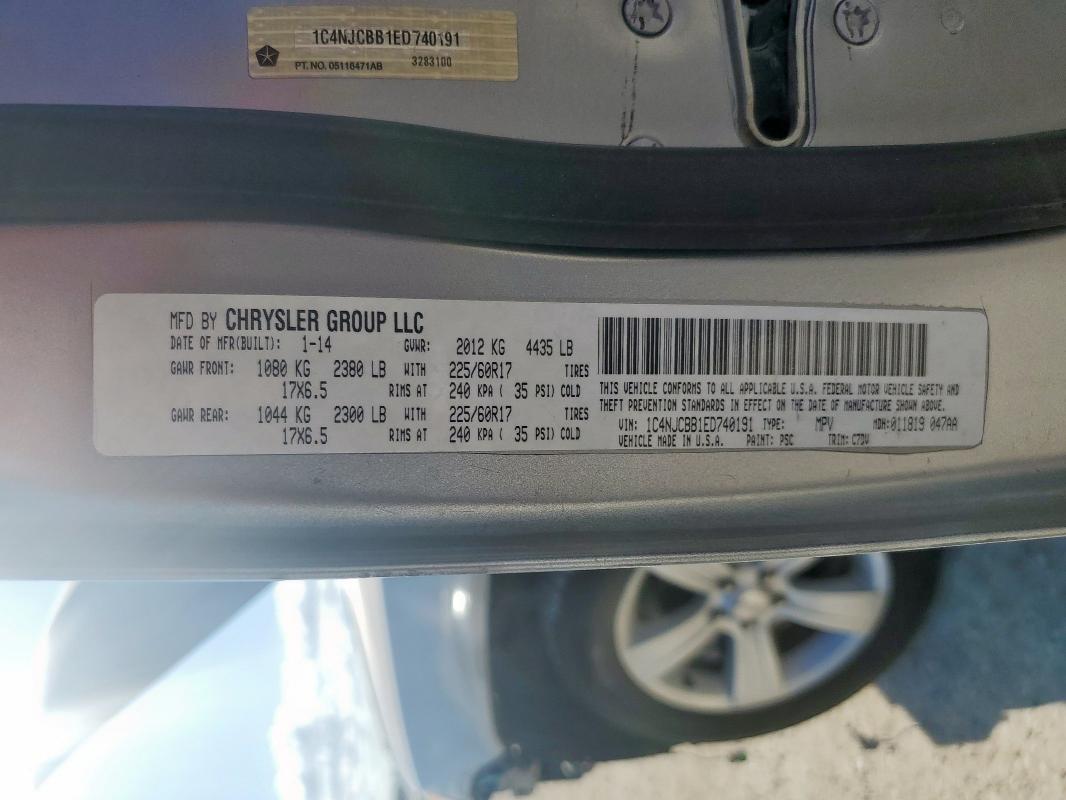 1C4NJCBB1ED740191
PT. NO. 05116471AB 3283100
MFD BY CHRYSLER GROUP LLC
DATE OF MFR(BUILT): 1-14 GVWR: 2012 KG 4435 LB
GAWR FRONT: 1080 KG 2380 LB WITH 225/60R17 TIRES
17X6.5 RIMS AT 240 KPA ( 35 PSI) COLD
GAWR REAR: 1044 KG 2300 LB WITH 225/60R17 TIRES
17X6.5 RIMS AT 240 KPA ( 35 PSI) COLD
THIS VEHICLE CONFORMS TO ALL APPLICABLE U.S.A. FEDERAL MOTOR VEHICLE SAFETY AND
THEFT PREVENTION STANDARDS IN EFFECT ON THE DATE OF MANUFACTURE SHOWN ABOVE.
VIN: 1C4NJCBB1ED740191 TYPE: MPV MDH: 011819 047AA
VEHICLE MADE IN U.S.A. PAINT: PSC TRIM: C7DV